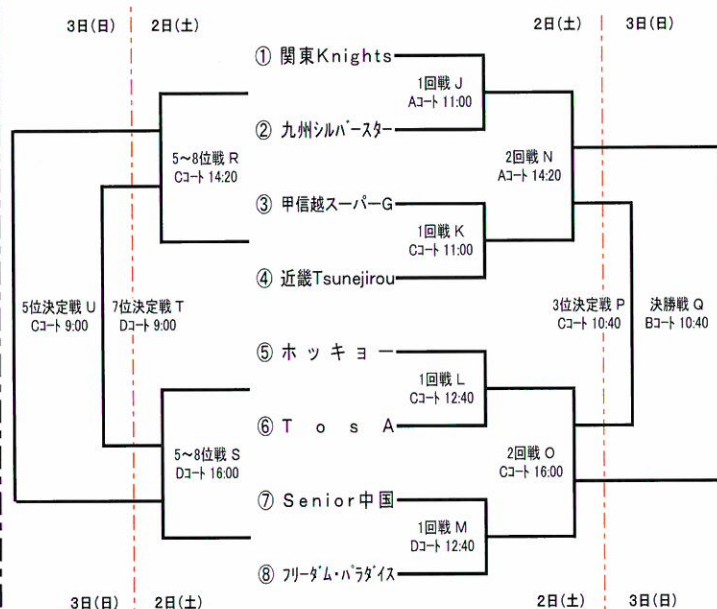 3日(日) 2日(土) 2日(土) 3日(日)
① 関東Knights
1回戦 J
Aコート 11:00
② 九州シルバースター
5~8位戦 R
Cコート 14:20
2回戦 N
Aコート 14:20
③ 甲信越スーパーG
1回戦 K
Cコート 11:00
④ 近畿Tsunejirou
5位決定戦 U
Cコート 9:00
7位決定戦 T
Dコート 9:00
3位決定戦 P
Cコート 10:40
決勝戦 Q
Bコート 10:40
⑤ ホッキョー
1回戦 L
Cコート 12:40
⑥ TosA
5~8位戦 S
Dコート 16:00
2回戦 O
Cコート 16:00
⑦ Senior中国
1回戦 M
Dコート 12:40
⑧ フリーダム・パラダイス
3日(日) 2日(土) 2日(土) 3日(日)